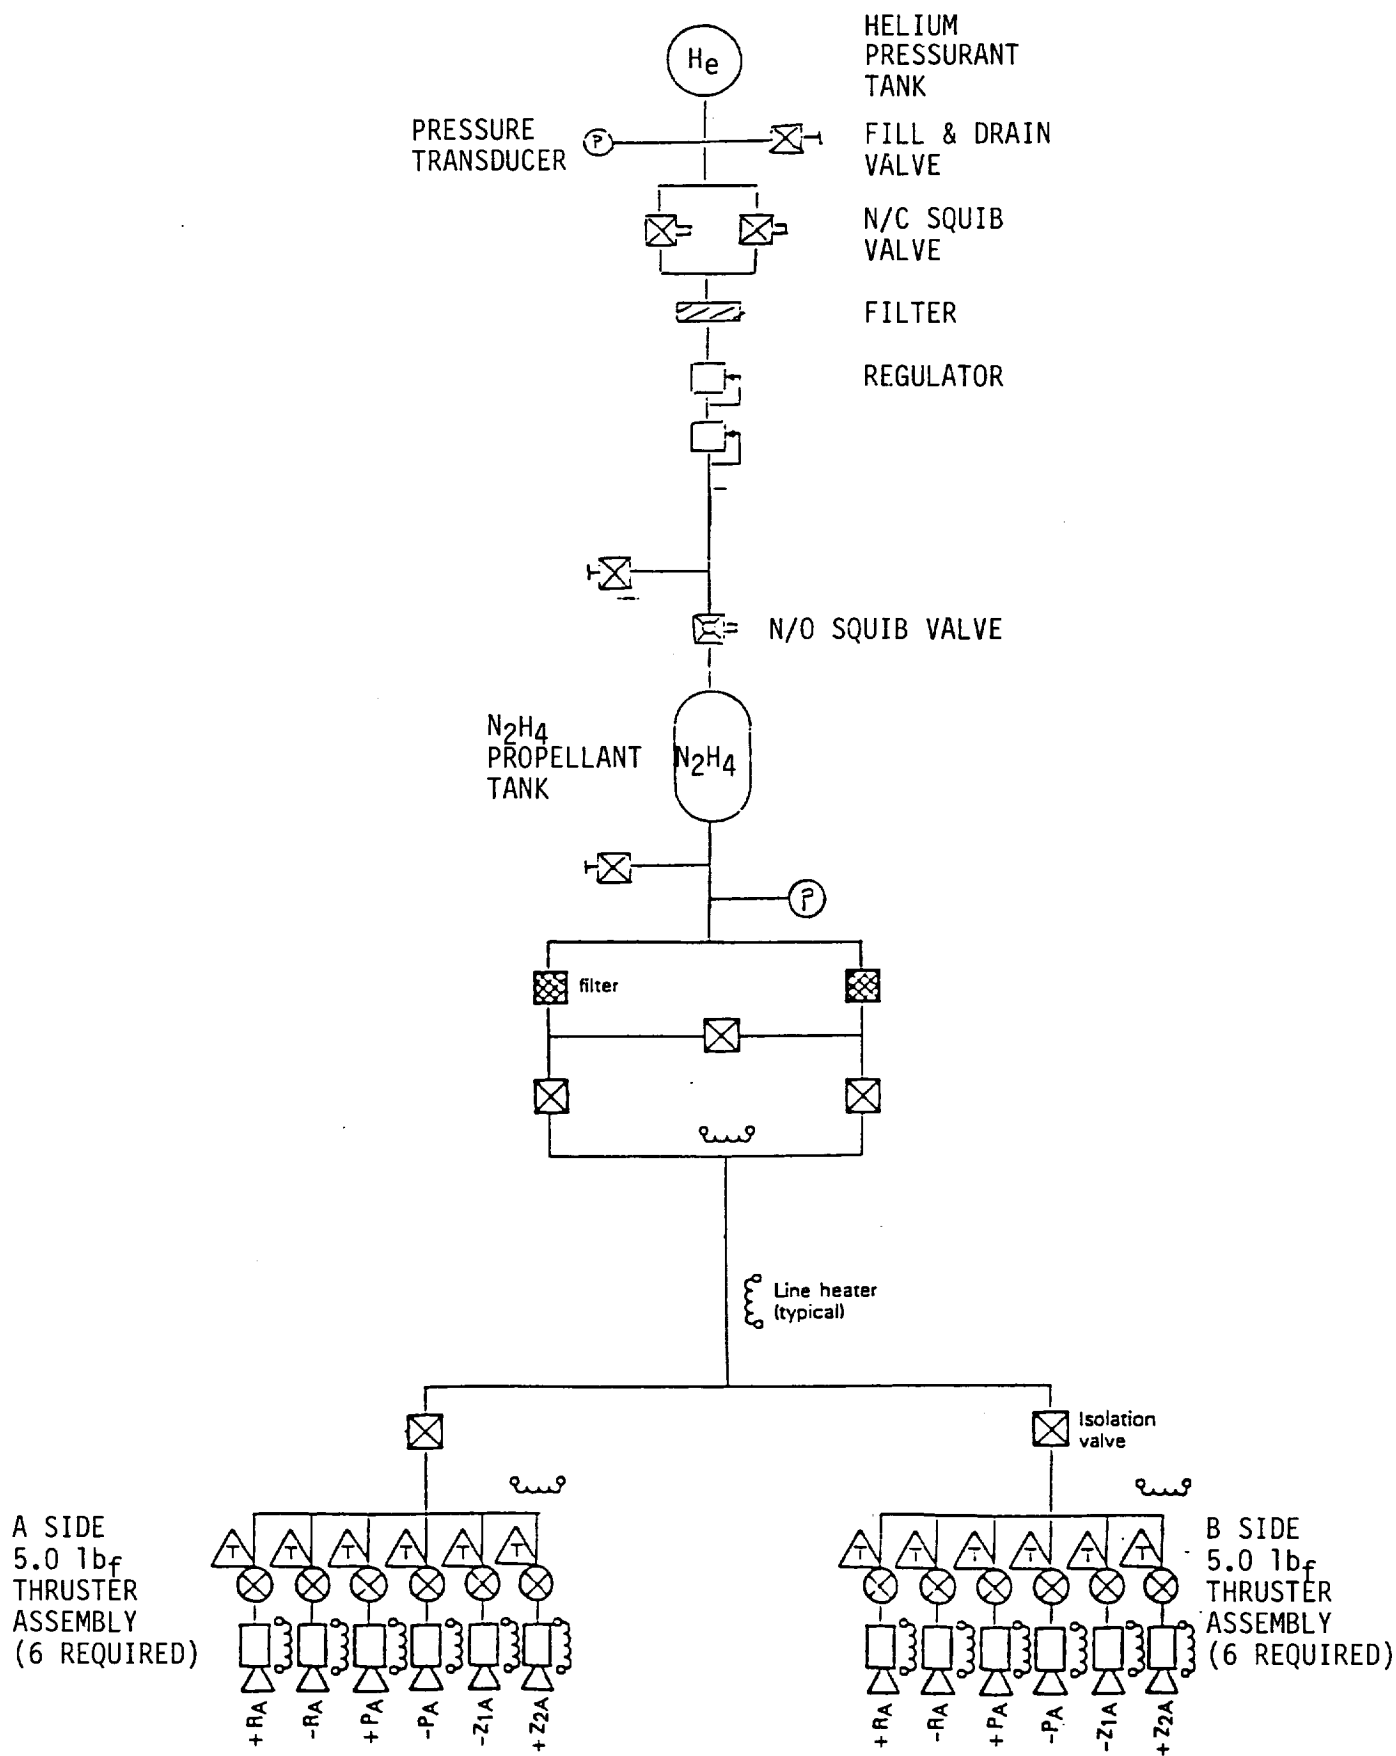 He
HELIUM
PRESSURANT
TANK
PRESSURE
TRANSDUCER
P
FILL & DRAIN
VALVE
N/C SQUIB
VALVE
FILTER
REGULATOR
N/O SQUIB VALVE
N2H4
PROPELLANT
TANK
N2H4
P
filter
Line heater
(typical)
Isolation
valve
A SIDE
5.0 lbf
THRUSTER
ASSEMBLY
(6 REQUIRED)
T T T T T T
+RA -RA +PA -PA -Z1A +Z2A
B SIDE
5.0 lbf
THRUSTER
ASSEMBLY
(6 REQUIRED)
T T T T T T
+RA -RA +PA -PA -Z1A +Z2A